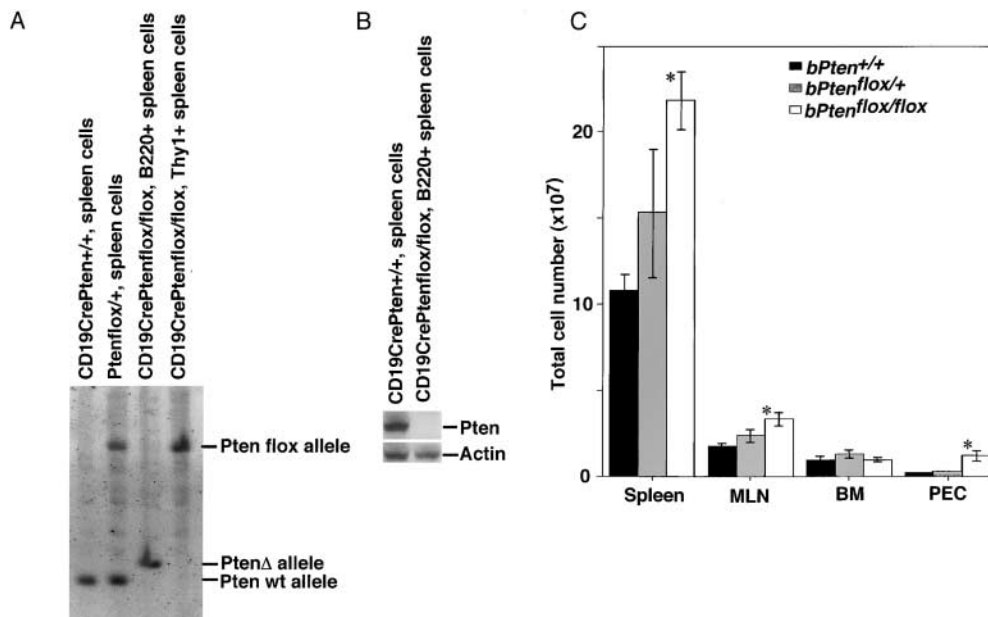 A
CD19CrePten+/+, spleen cells
Ptenflox/+, spleen cells
CD19CrePtenflox/flox, B220+ spleen cells
CD19CrePtenflox/flox, Thy1+ spleen cells
Pten flox allele
PtenΔ allele
Pten wt allele
B
CD19CrePten+/+, spleen cells
CD19CrePtenflox/flox, B220+ spleen cells
Pten
Actin
C
Total cell number (x10⁷)
20
10
0
bPten+/+
bPtenflox/+
bPtenflox/flox
*
*
*
Spleen MLN BM PEC